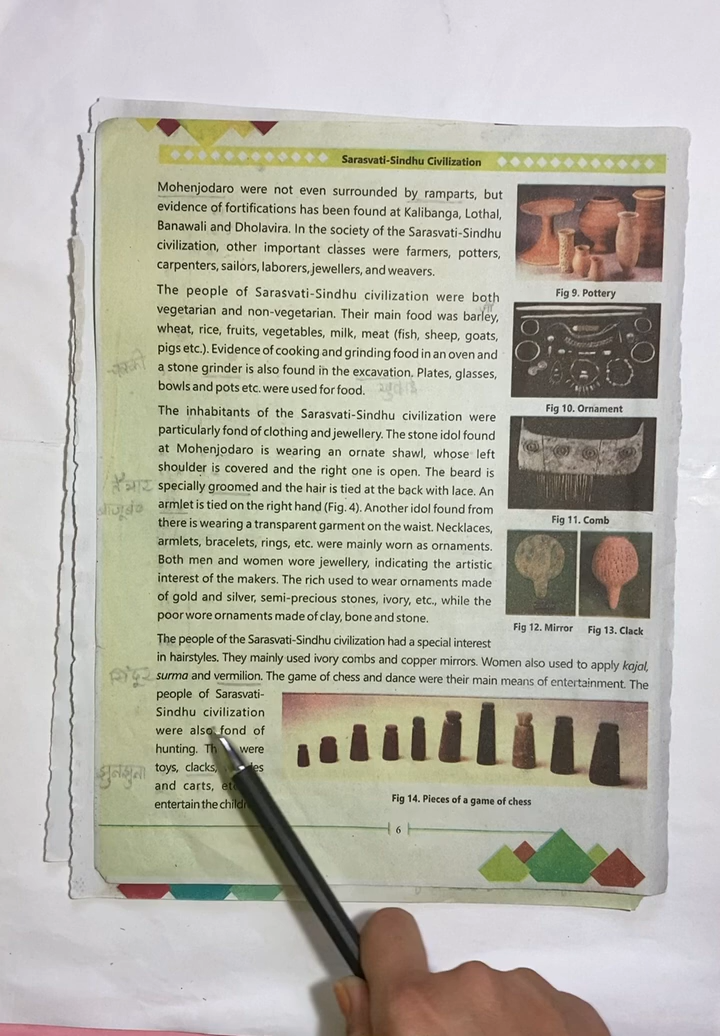 Sarasvati-Sindhu Civilization
Mohenjodaro were not even surrounded by ramparts, but
evidence of fortifications has been found at Kalibanga, Lothal,
Banawali and Dholavira. In the society of the Sarasvati-Sindhu
civilization, other important classes were farmers, potters,
carpenters, sailors, laborers, jewellers, and weavers.
Fig 9. Pottery
The people of Sarasvati-Sindhu civilization were both
vegetarian and non-vegetarian. Their main food was barley,
wheat, rice, fruits, vegetables, milk, meat (fish, sheep, goats,
pigs etc.). Evidence of cooking and grinding food in an oven and
a stone grinder is also found in the excavation. Plates, glasses,
bowls and pots etc. were used for food.
Fig 10. Ornament
The inhabitants of the Sarasvati-Sindhu civilization were
particularly fond of clothing and jewellery. The stone idol found
at Mohenjodaro is wearing an ornate shawl, whose left
shoulder is covered and the right one is open. The beard is
specially groomed and the hair is tied at the back with lace. An
armlet is tied on the right hand (Fig. 4). Another idol found from
there is wearing a transparent garment on the waist. Necklaces,
armlets, bracelets, rings, etc. were mainly worn as ornaments.
Both men and women wore jewellery, indicating the artistic
interest of the makers. The rich used to wear ornaments made
of gold and silver, semi-precious stones, ivory, etc., while the
poor wore ornaments made of clay, bone and stone.
Fig 11. Comb
Fig 12. Mirror
Fig 13. Clack
The people of the Sarasvati-Sindhu civilization had a special interest
in hairstyles. They mainly used ivory combs and copper mirrors. Women also used to apply kajal,
सिंदूर
surma and vermilion. The game of chess and dance were their main means of entertainment. The
people of Sarasvati-
Sindhu civilization
were also fond of
hunting. were
झुनझुना
toys, clacks,
and carts,
entertain the
Fig 14. Pieces of a game of chess
6